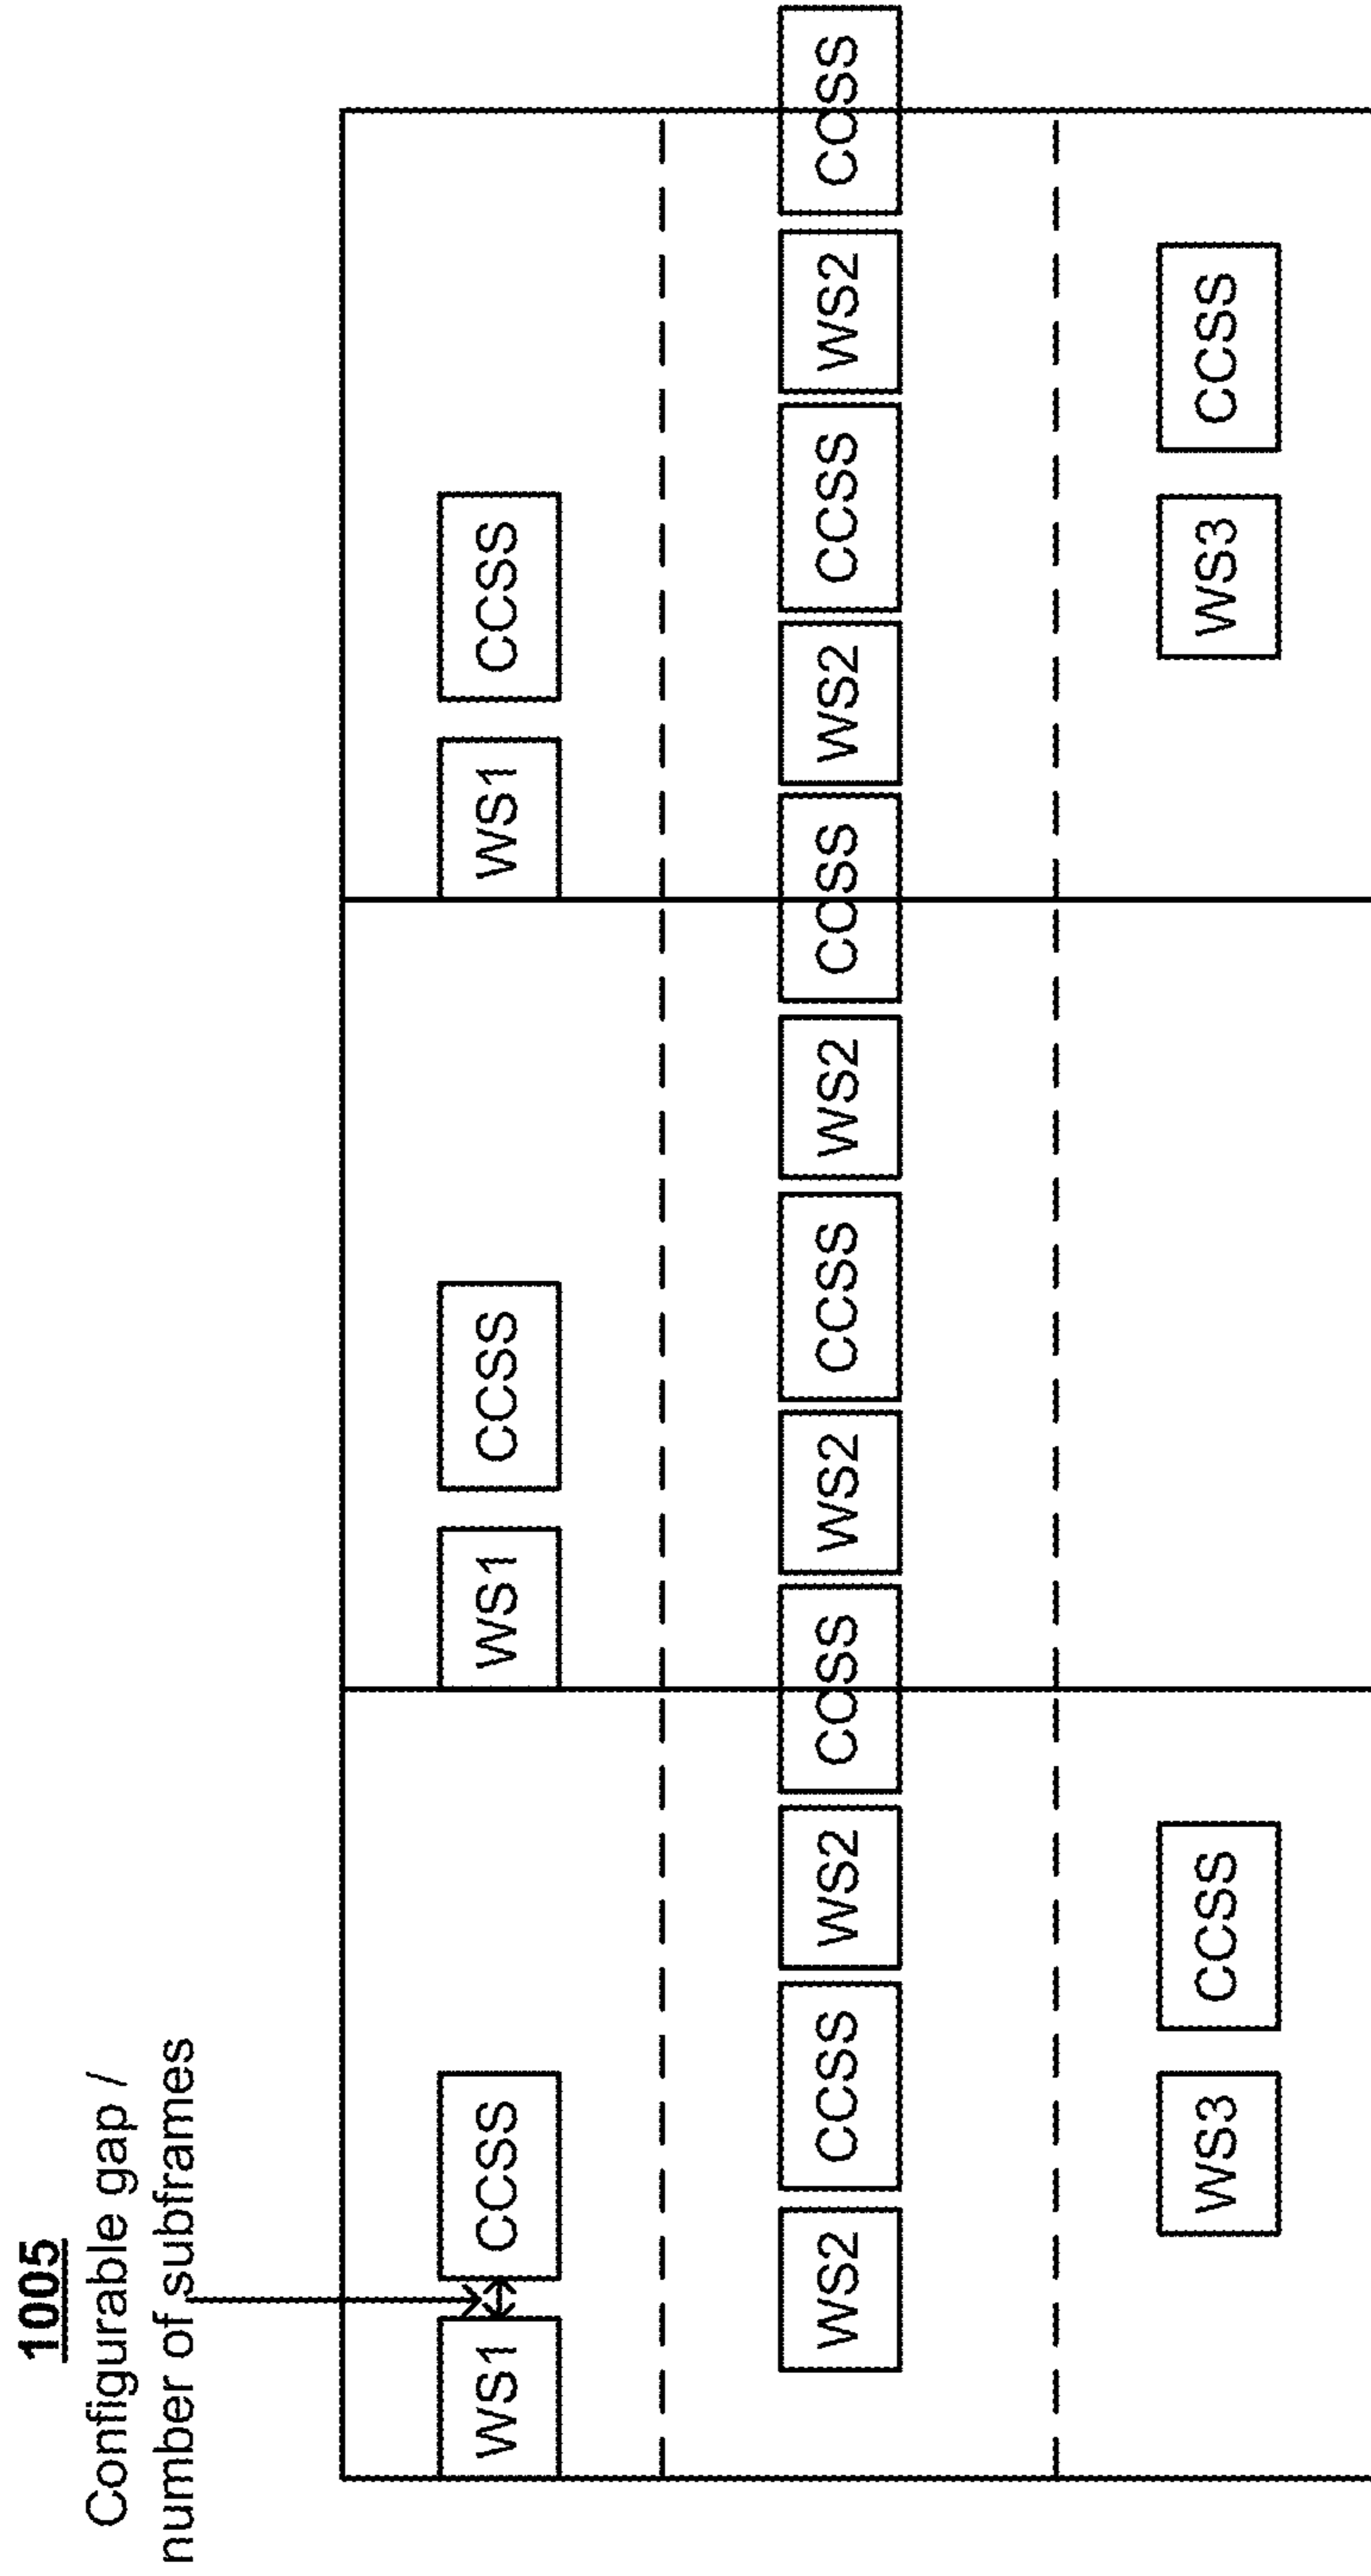 1005
Configurable gap /
number of subframes
WS1 CCSS WS1 CCSS WS1 CCSS
WS2 CCSS WS2 CCSS WS2 CCSS WS2 CCSS WS2 CCSS WS2 CCSS
WS3 CCSS WS3 CCSS